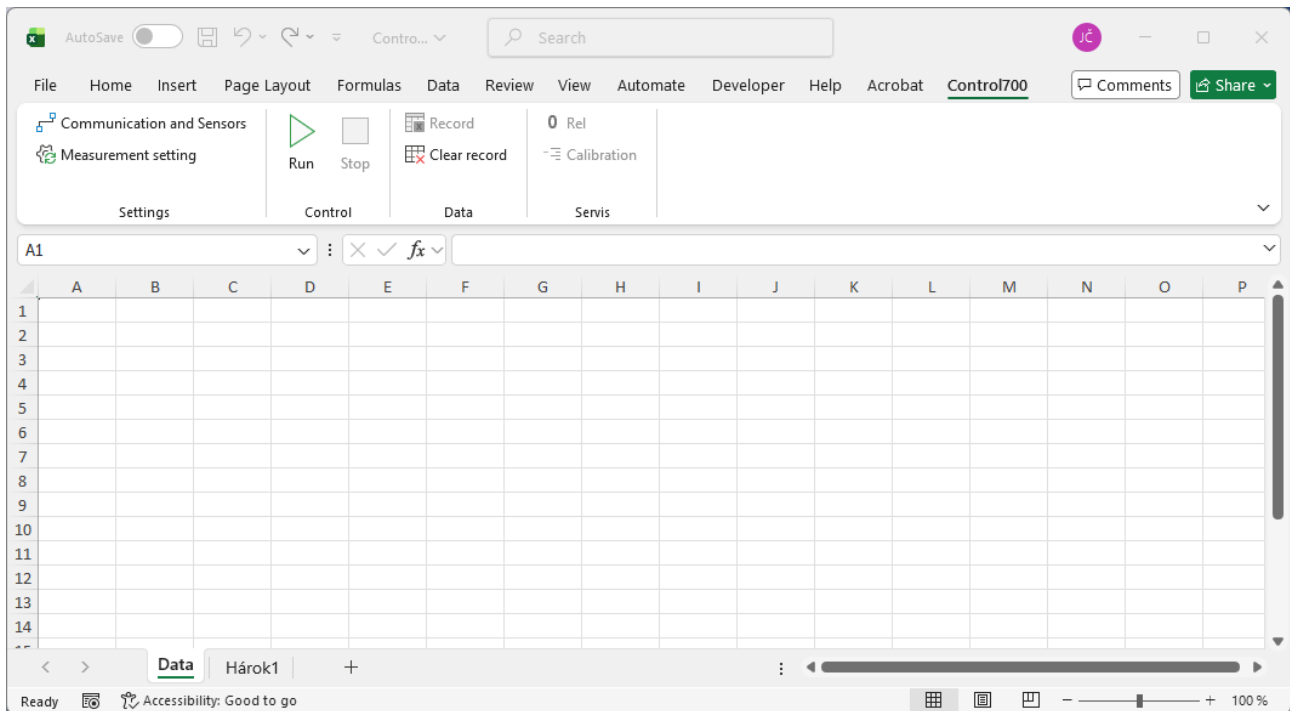 AutoSave Contro... Search JČ
File Home Insert Page Layout Formulas Data Review View Automate Developer Help Acrobat Control700 Comments Share
Communication and Sensors
Measurement setting
Settings
Run Stop
Control
Record
Clear record
Data
0 Rel
Calibration
Servis
A1 fx
A B C D E F G H I J K L M N O P
1
2
3
4
5
6
7
8
9
10
11
12
13
14
Data Hárok1 +
Ready Accessibility: Good to go 100 %